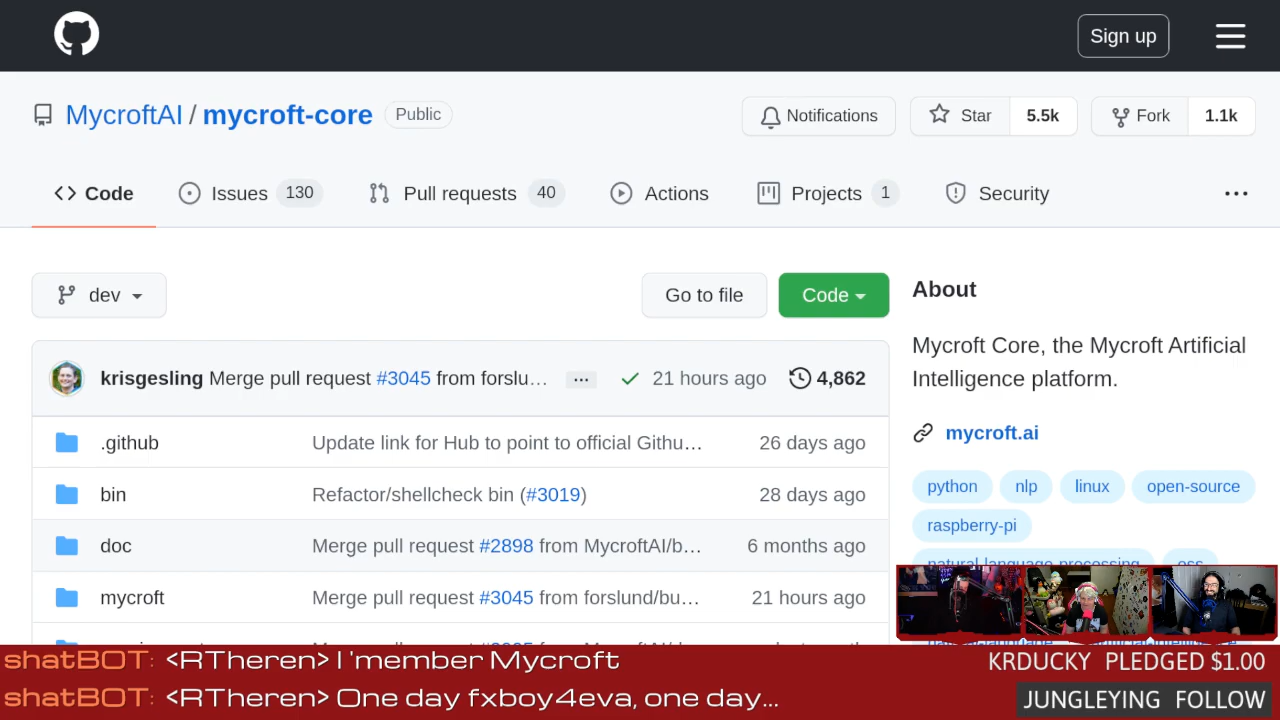 Sign up
MycroftAI / mycroft-core Public
Notifications Star 5.5k Fork 1.1k
Code Issues 130 Pull requests 40 Actions Projects 1 Security ...
dev Go to file Code
About
Mycroft Core, the Mycroft Artificial
Intelligence platform.
mycroft.ai
python nlp linux open-source
raspberry-pi
natural-language-processing oss
krisgesling Merge pull request #3045 from forslu… ... 21 hours ago 4,862
.github Update link for Hub to point to official Githu… 26 days ago
bin Refactor/shellcheck bin (#3019) 28 days ago
doc Merge pull request #2898 from MycroftAI/b… 6 months ago
mycroft Merge pull request #3045 from forslund/bu… 21 hours ago
shatBOT: <RTheren> I 'member Mycroft
shatBOT: <RTheren> One day fxboy4eva, one day...
KRDUCKY PLEDGED $1.00
JUNGLEYING FOLLOW